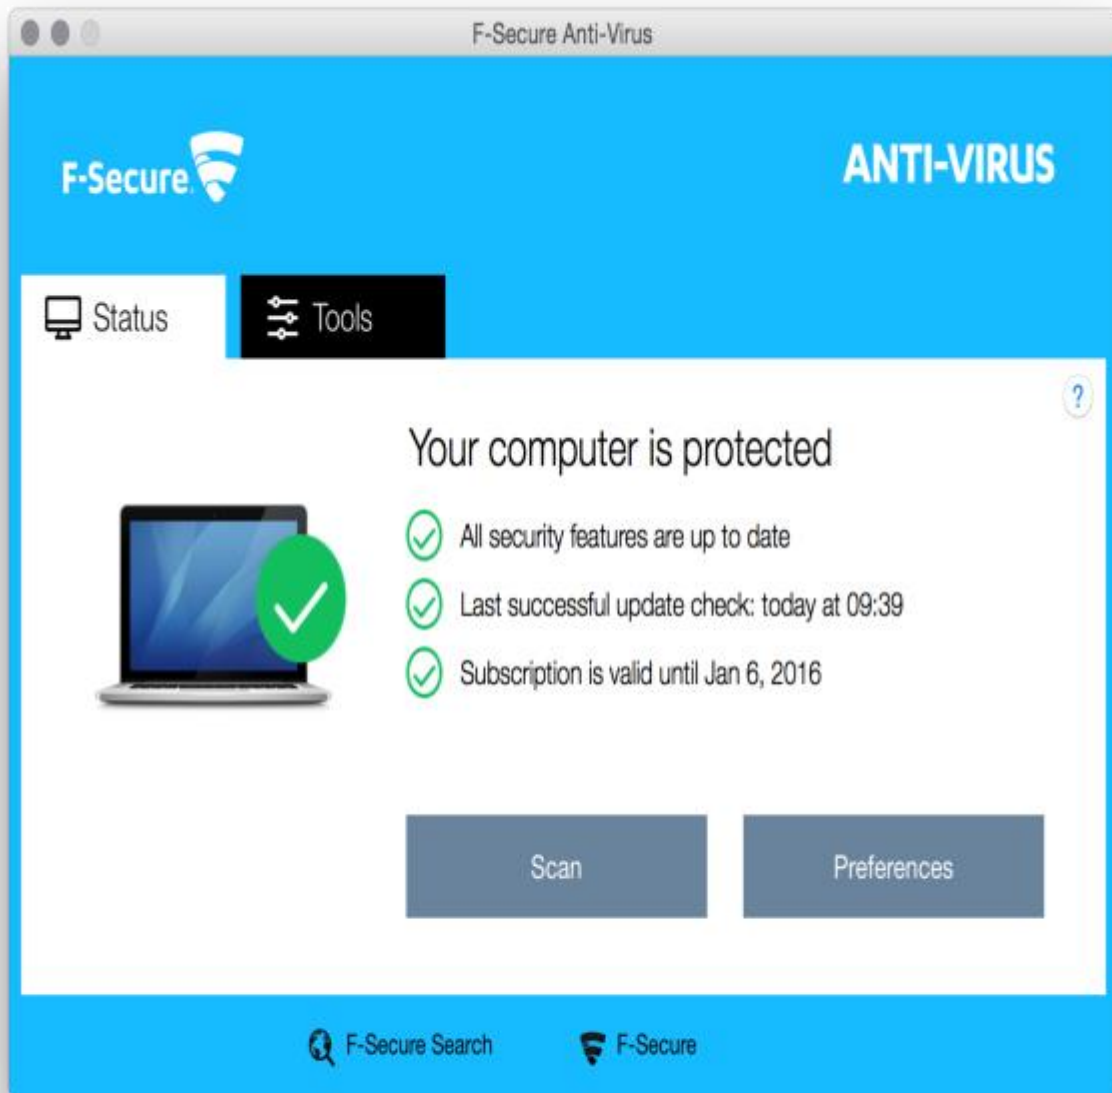 F-Secure Anti-Virus
F-Secure.
ANTI-VIRUS
Status
Tools
?
Your computer is protected
All security features are up to date
Last successful update check: today at 09:39
Subscription is valid until Jan 6, 2016
Scan
Preferences
F-Secure Search
F-Secure